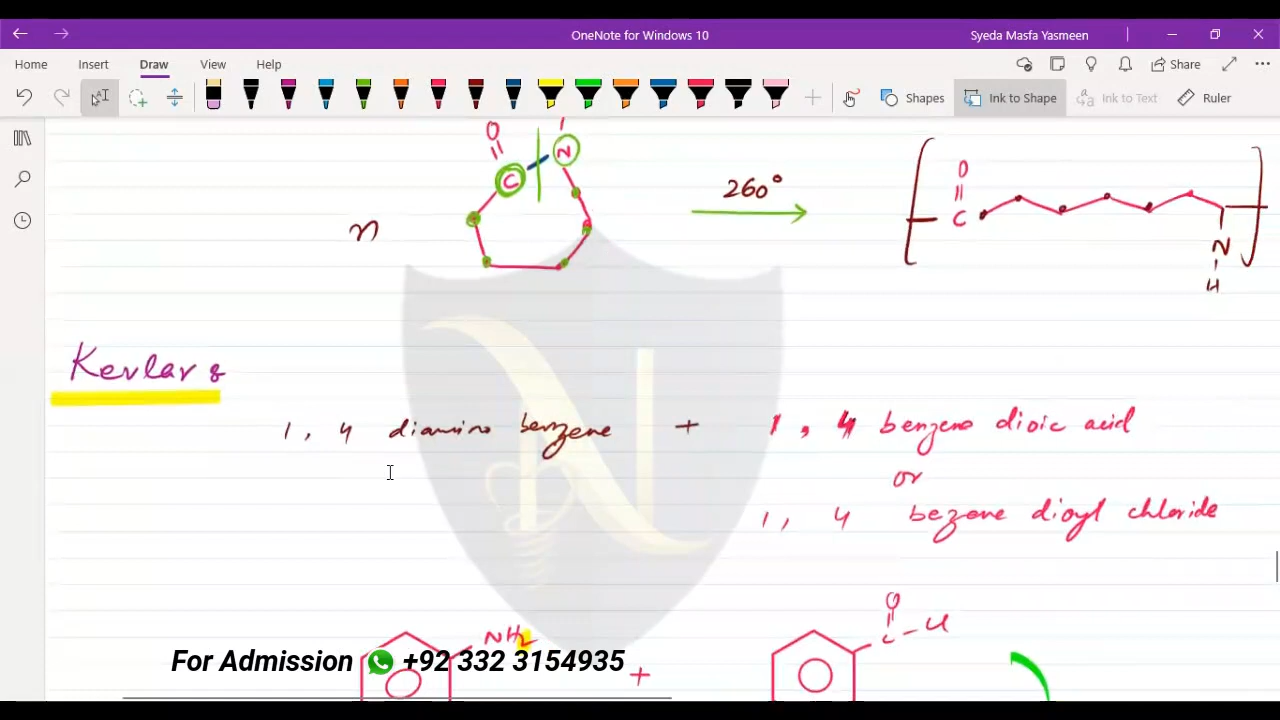 OneNote for Windows 10
Syeda Masfa Yasmeen
Home Insert Draw View Help
Share
Shapes Ink to Shape Ink to Text Ruler
O
C N
n
260°
O
C
N
H
Kevlar :
1, 4 diamino benzene + 1, 4 benzene dioic acid
or
1, 4 bezene dioyl chloride
NH2
+
O
C - Cl
For Admission +92 332 3154935